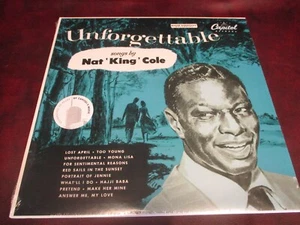 Unforgettable
Capitol
RECORDS
songs by
Nat 'King' Cole
LOST APRIL • TOO YOUNG
UNFORGETTABLE • MONA LISA
FOR SENTIMENTAL REASONS
RED SAILS IN THE SUNSET
PORTRAIT OF JENNIE
WHAT'LL I DO • HAJJI BABA
PRETEND • MAKE HER MINE
ANSWER ME, MY LOVE